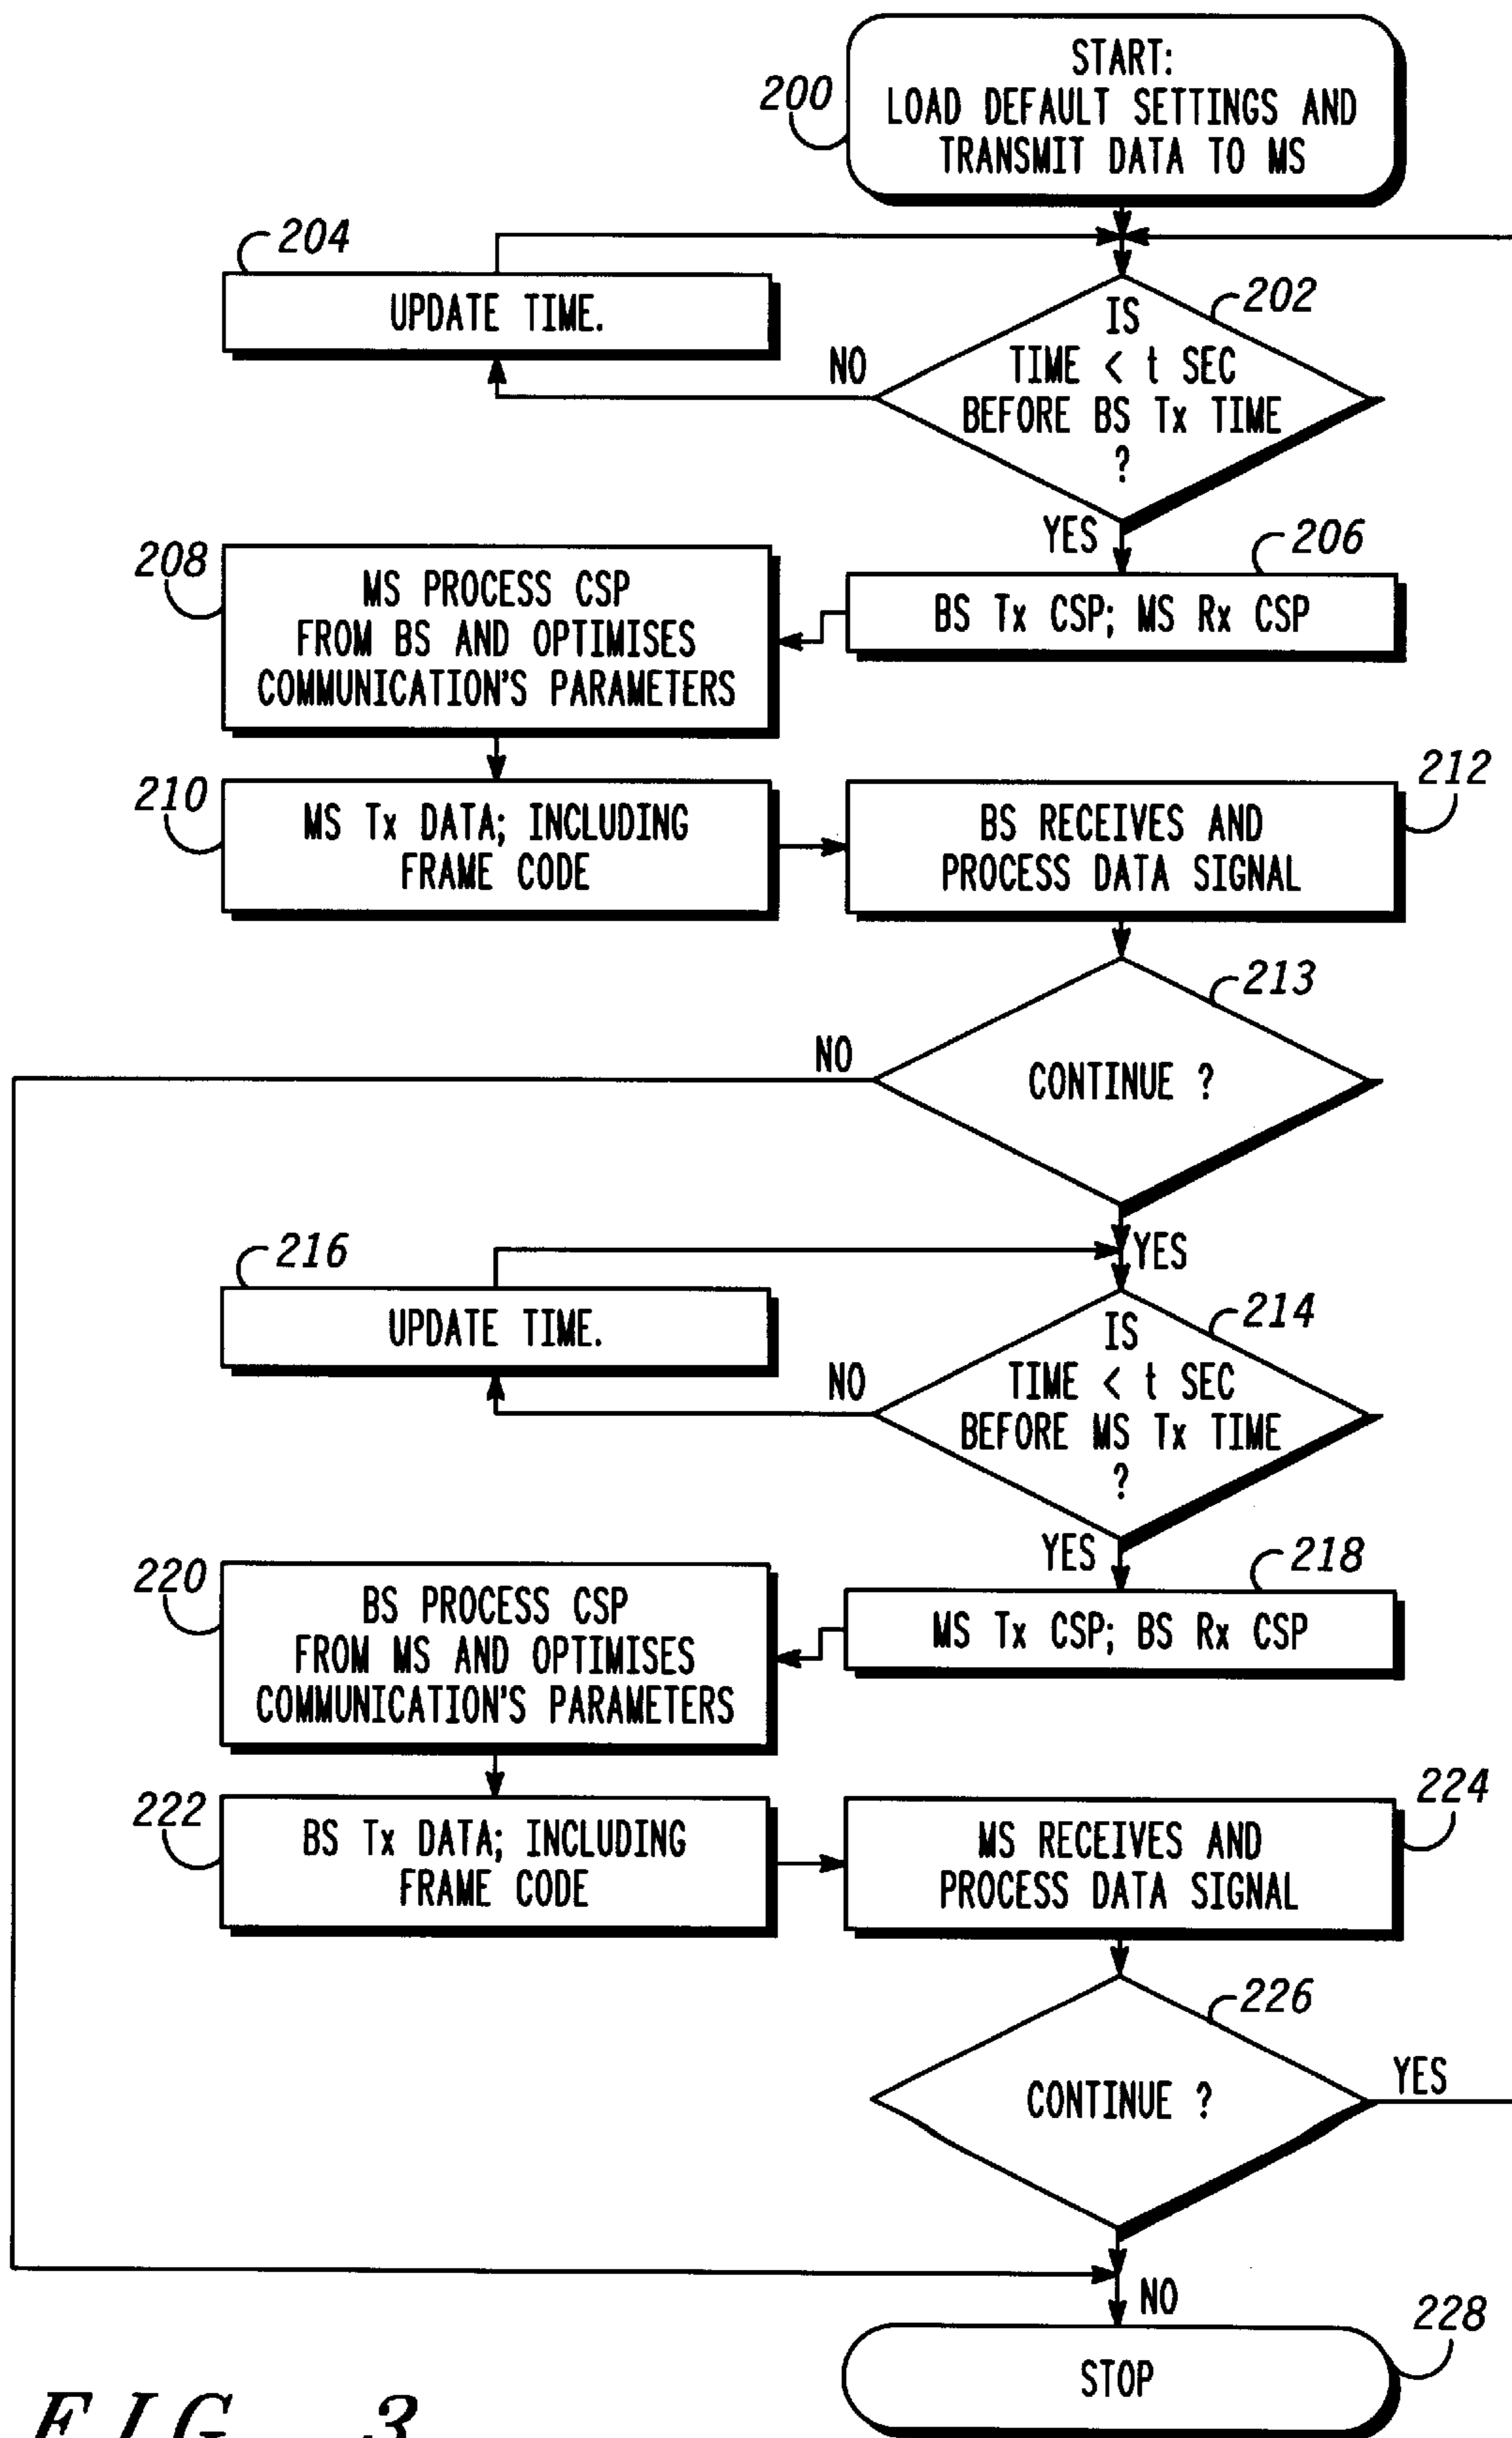 START:
LOAD DEFAULT SETTINGS AND
TRANSMIT DATA TO MS
200
204
UPDATE TIME.
202
IS
TIME < t SEC
BEFORE BS Tx TIME
?
NO
YES
206
BS Tx CSP; MS Rx CSP
208
MS PROCESS CSP
FROM BS AND OPTIMISES
COMMUNICATION'S PARAMETERS
210
MS Tx DATA; INCLUDING
FRAME CODE
212
BS RECEIVES AND
PROCESS DATA SIGNAL
213
CONTINUE ?
NO
YES
216
UPDATE TIME.
214
IS
TIME < t SEC
BEFORE MS Tx TIME
?
NO
YES
218
MS Tx CSP; BS Rx CSP
220
BS PROCESS CSP
FROM MS AND OPTIMISES
COMMUNICATION'S PARAMETERS
222
BS Tx DATA; INCLUDING
FRAME CODE
224
MS RECEIVES AND
PROCESS DATA SIGNAL
226
CONTINUE ?
YES
NO
228
STOP
FIG. 3